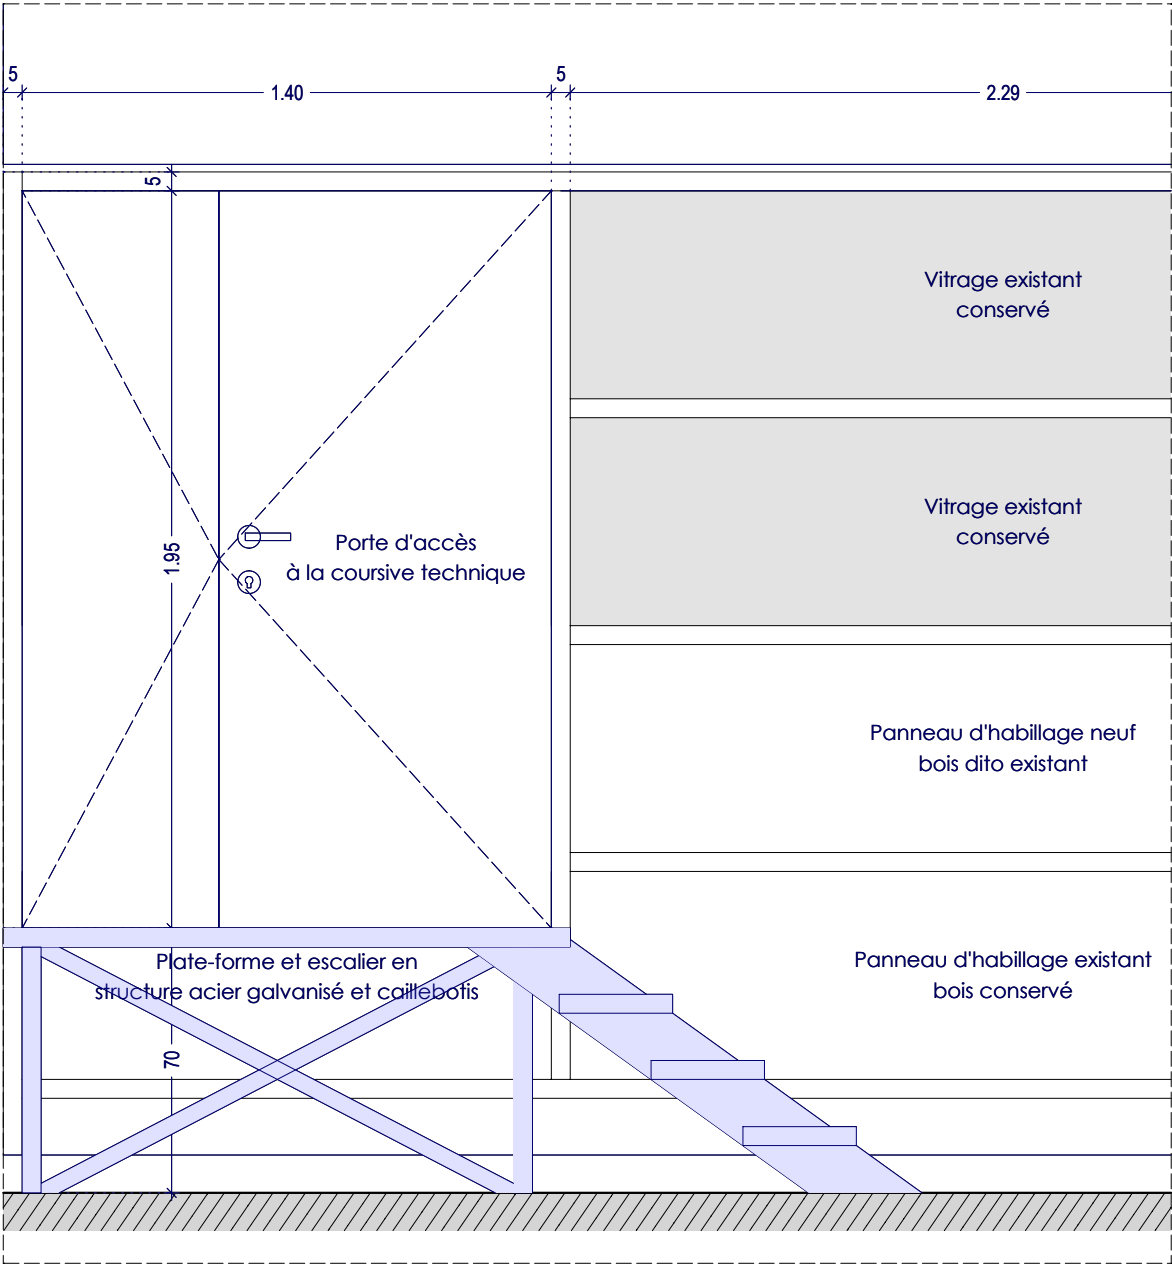 5
1.40
5
2.29
5
Vitrage existant
conservé
Vitrage existant
conservé
1.95
Porte d'accès
à la coursive technique
Panneau d'habillage neuf
bois dito existant
Plate-forme et escalier en
structure acier galvanisé et caillebotis
Panneau d'habillage existant
bois conservé
70